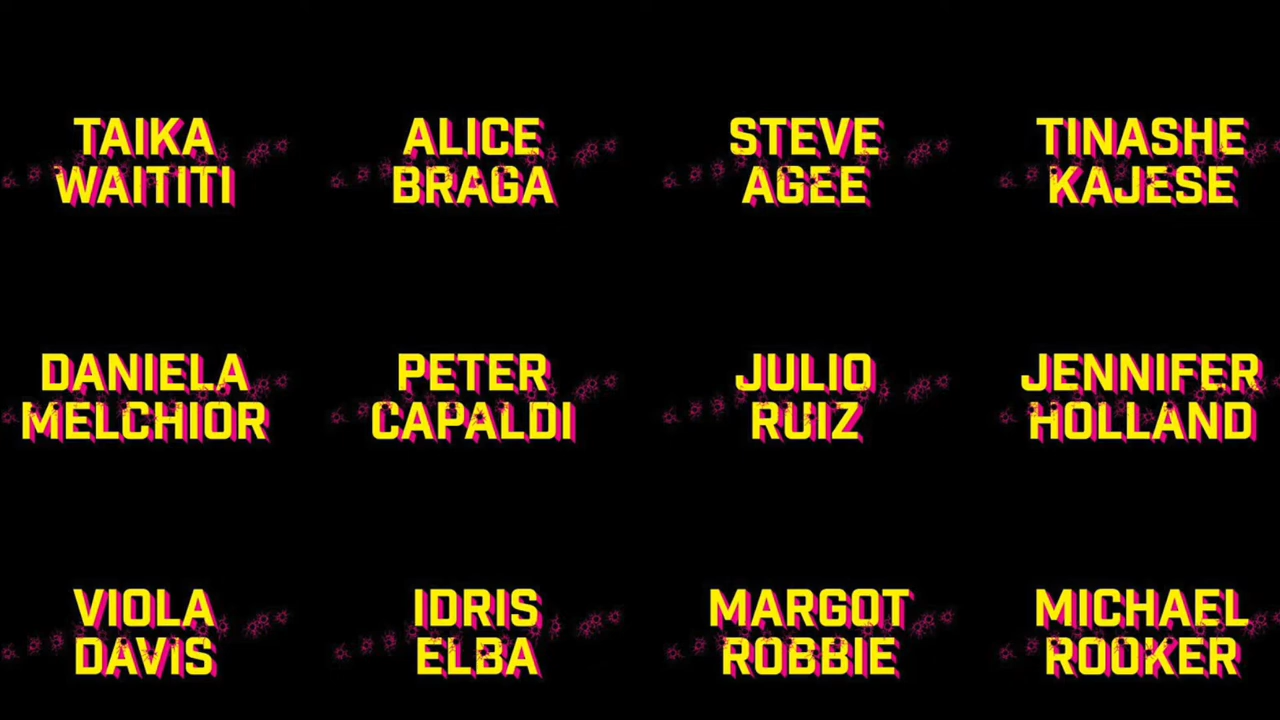 TAIKA
WAITITI
ALICE
BRAGA
STEVE
AGEE
TINASHE
KAJESE
DANIELA
MELCHIOR
PETER
CAPALDI
JULIO
RUIZ
JENNIFER
HOLLAND
VIOLA
DAVIS
IDRIS
ELBA
MARGOT
ROBBIE
MICHAEL
ROOKER